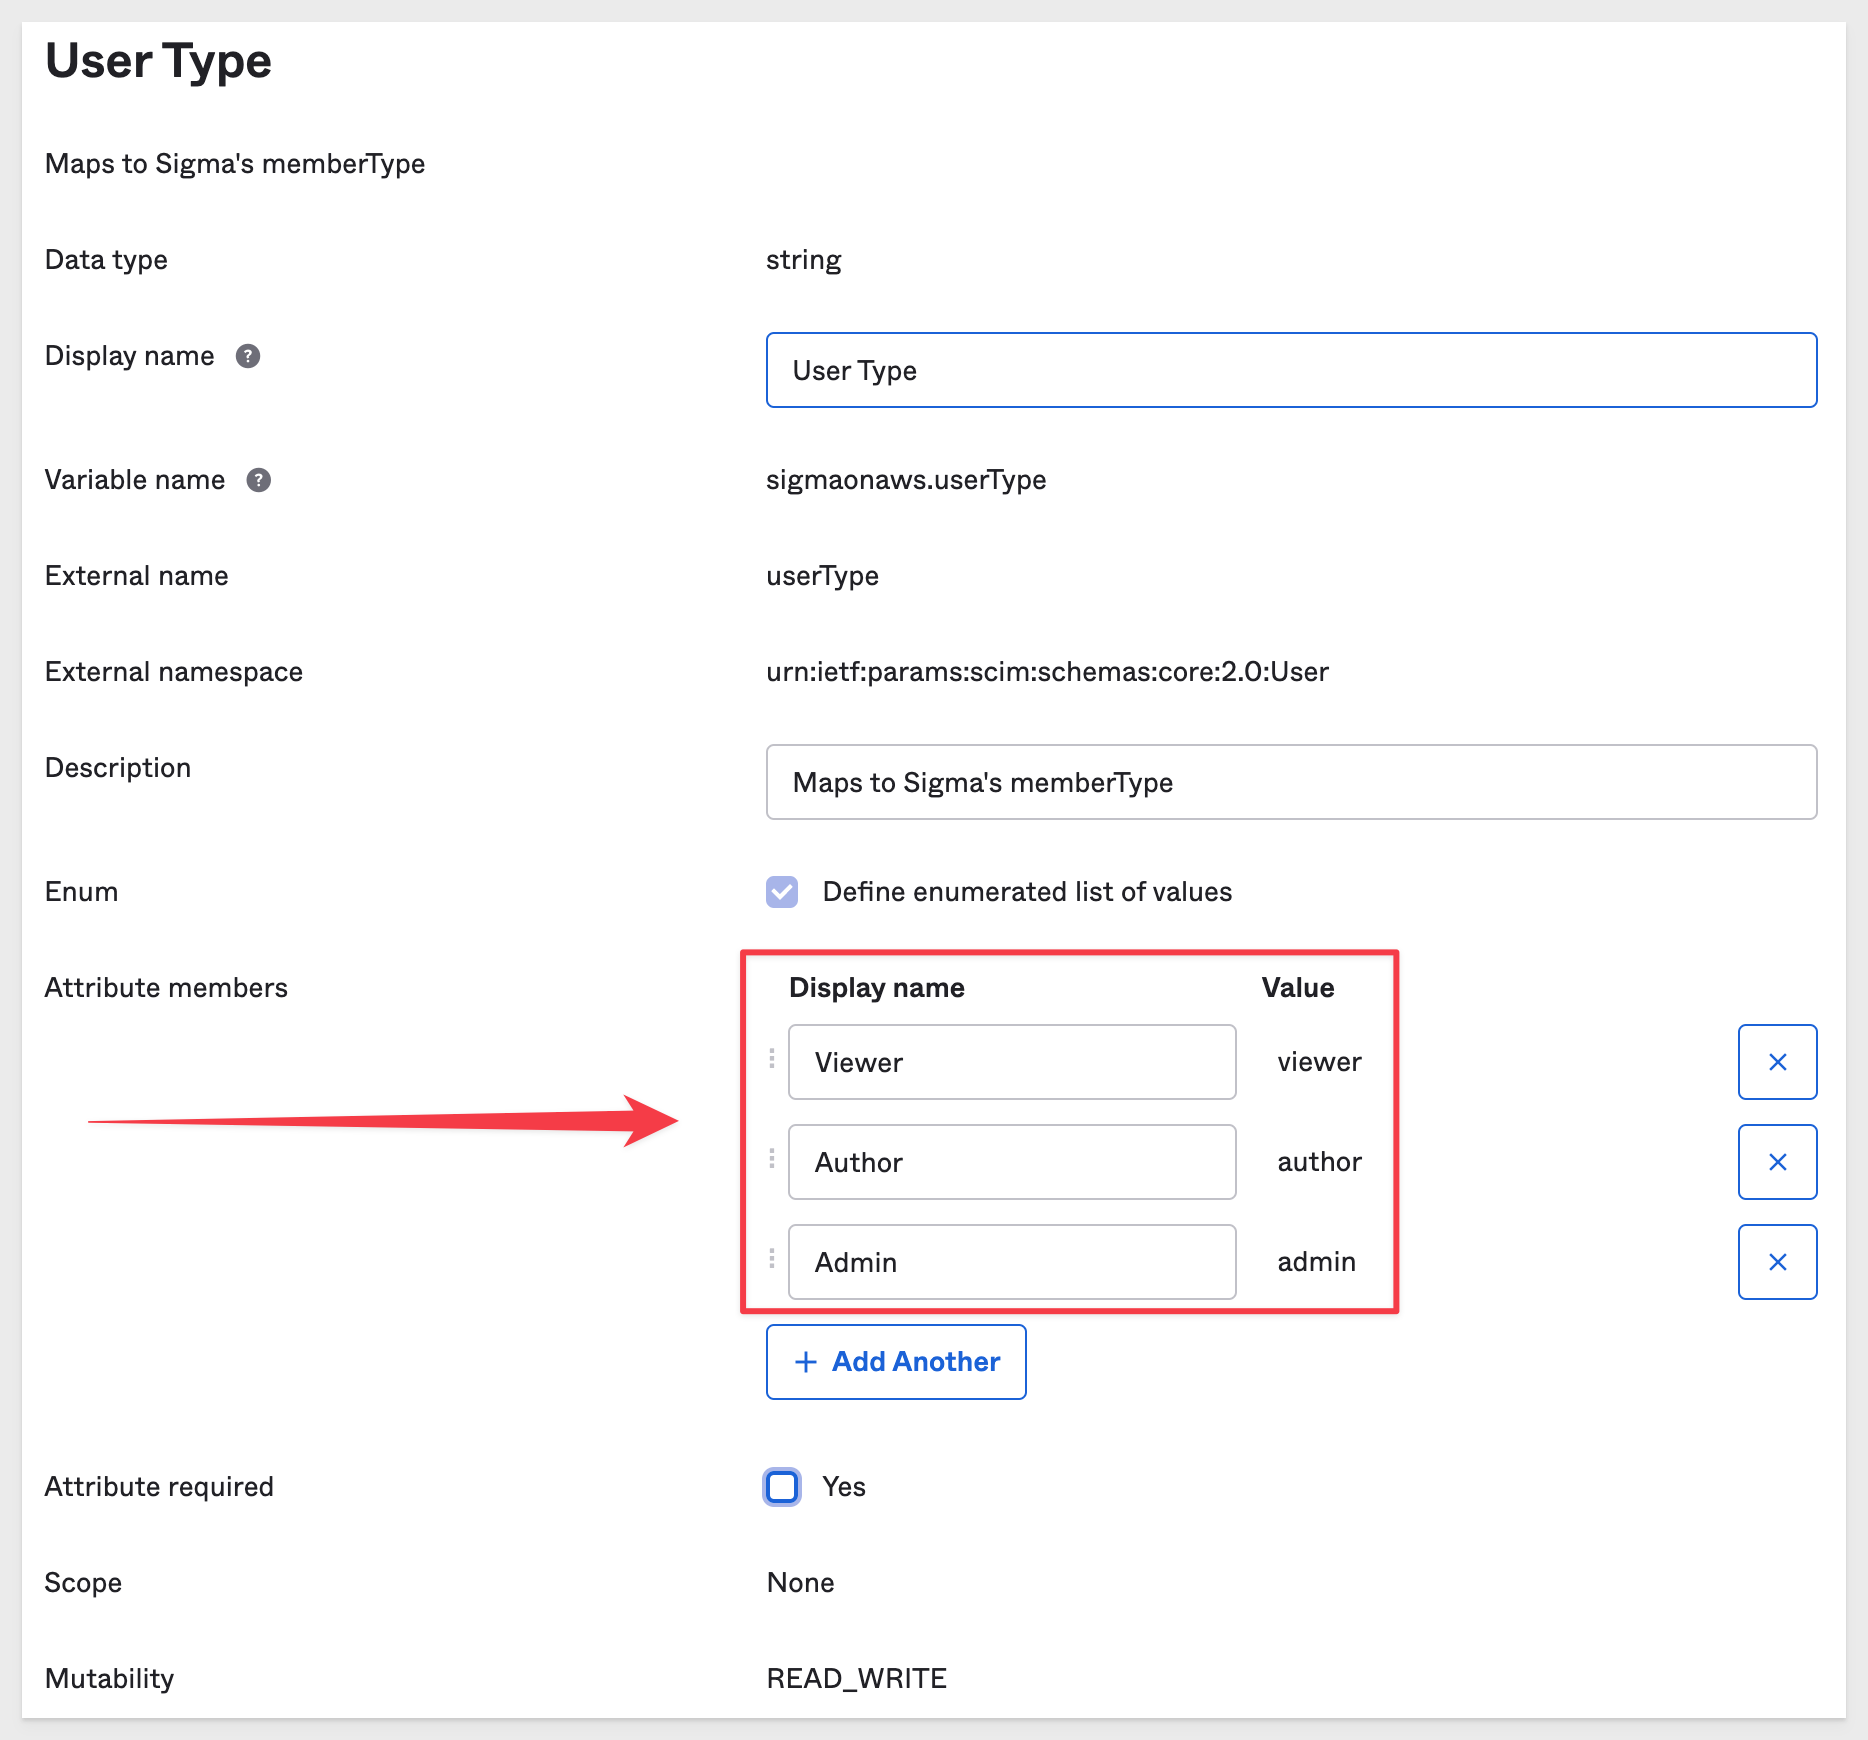 User Type
Maps to Sigma's memberType
Data type string
Display name ? User Type
Variable name ? sigmaonaws.userType
External name userType
External namespace urn:ietf:params:scim:schemas:core:2.0:User
Description Maps to Sigma's memberType
Enum Define enumerated list of values
Attribute members Display name Value
Viewer viewer
Author author
Admin admin
+ Add Another
Attribute required Yes
Scope None
Mutability READ_WRITE